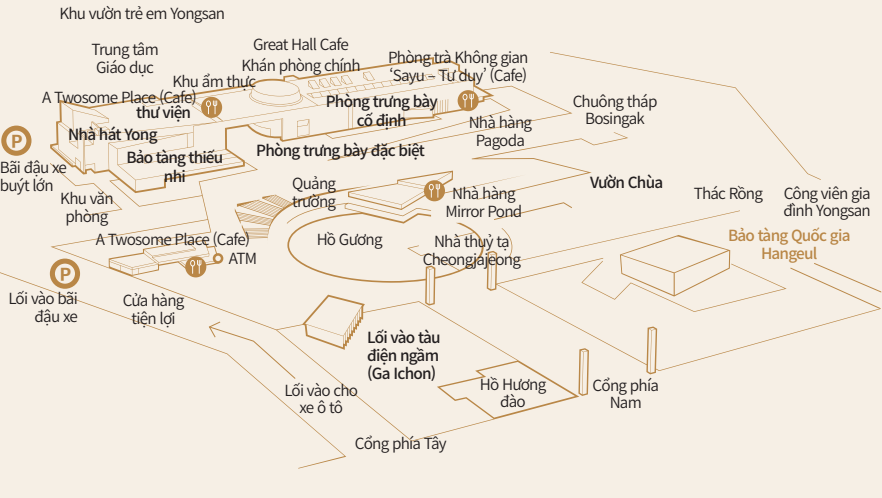 Khu vườn trẻ em Yongsan
Trung tâm
Giáo dục
Great Hall Cafe
Khán phòng chính
Phòng trà Không gian
‘Sayu – Tư duy’ (Cafe)
Khu ẩm thực
A Twosome Place (Cafe)
thư viện
Phòng trưng bày
cố định
Chuông tháp
Bosingak
Nhà hàng
Pagoda
Nhà hát Yong
P
Bãi đậu xe
buýt lớn
Bảo tàng thiếu
nhi
Phòng trưng bày đặc biệt
Khu văn
phòng
Quảng
trường
Nhà hàng
Mirror Pond
Vườn Chùa
Thác Rồng
Công viên gia
đình Yongsan
A Twosome Place (Cafe)
ATM
Hồ Gương
Nhà thuỷ tạ
Cheongjajeong
Bảo tàng Quốc gia
Hangeul
P
Lối vào bãi
đậu xe
Cửa hàng
tiện lợi
Lối vào tàu
điện ngầm
(Ga Ichon)
Lối vào cho
xe ô tô
Hồ Hương
đào
Cổng phía
Nam
Cổng phía Tây